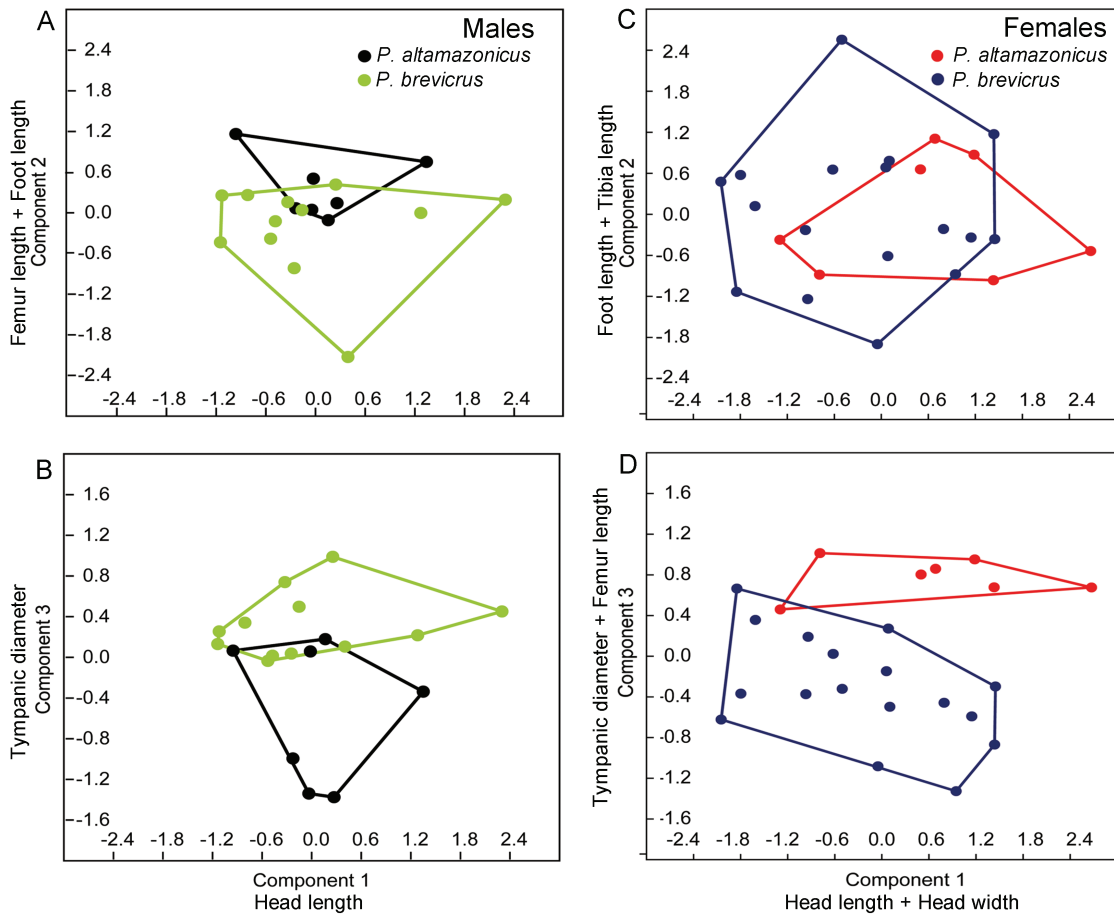 A
Males
P. altamazonicus
P. brevicrus
2.4
1.8
1.2
0.6
0.0
-0.6
-1.2
-1.8
-2.4
Femur length + Foot length
Component 2
-2.4 -1.8 -1.2 -0.6 0.0 0.6 1.2 1.8 2.4
C
Females
P. altamazonicus
P. brevicrus
2.4
1.8
1.2
0.6
0.0
-0.6
-1.2
-1.8
-2.4
Foot length + Tibia length
Component 2
-2.4 -1.8 -1.2 -0.6 0.0 0.6 1.2 1.8 2.4
B
1.6
1.2
0.8
0.4
0.0
-0.4
-0.8
-1.2
-1.6
Tympanic diameter
Component 3
-2.4 -1.8 -1.2 -0.6 0.0 0.6 1.2 1.8 2.4
Component 1
Head length
D
1.6
1.2
0.8
0.4
0.0
-0.4
-0.8
-1.2
-1.6
Tympanic diameter + Femur length
Component 3
-2.4 -1.8 -1.2 -0.6 0.0 0.6 1.2 1.8 2.4
Component 1
Head length + Head width